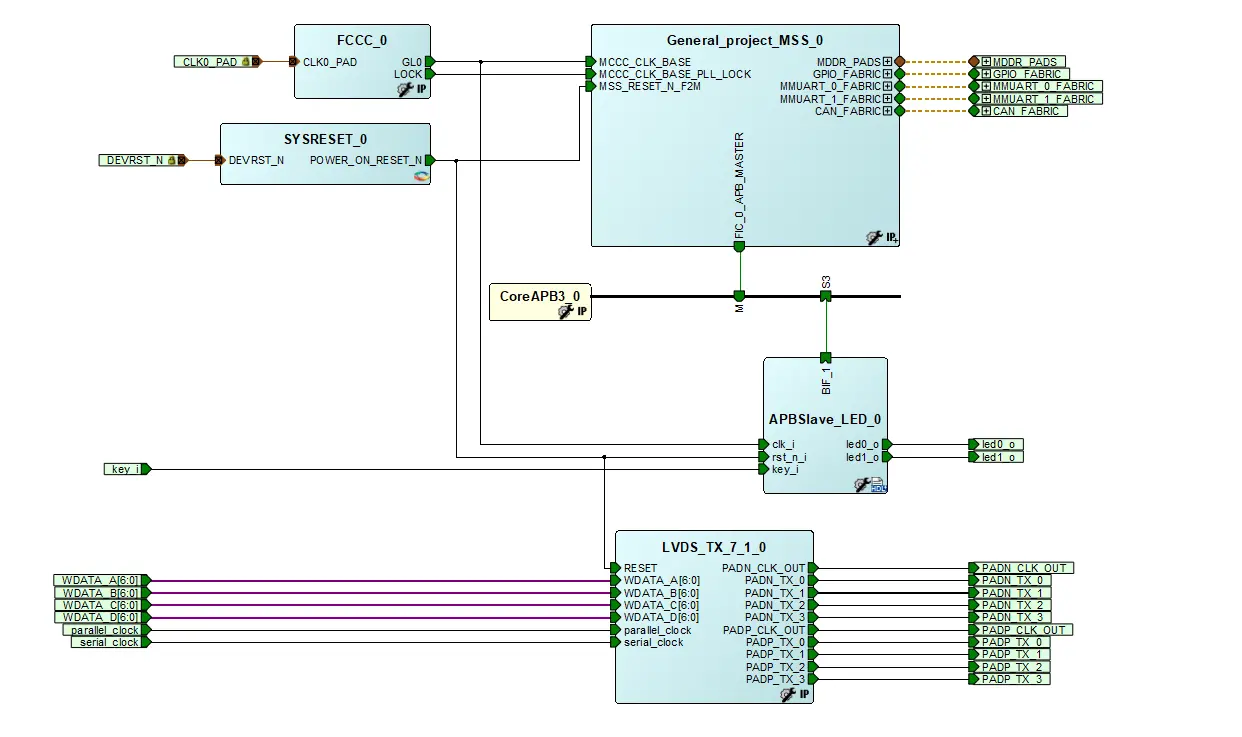 FCCC_0
CLK0_PAD
CLK0_PAD
GL0
LOCK
IP
General_project_MSS_0
MCCC_CLK_BASE
MCCC_CLK_BASE_PLL_LOCK
MSS_RESET_N_F2M
MDDR_PADS
GPIO_FABRIC
MMUART_0_FABRIC
MMUART_1_FABRIC
CAN_FABRIC
FIC_0_APB_MASTER
IP
MDDR_PADS
GPIO_FABRIC
MMUART_0_FABRIC
MMUART_1_FABRIC
CAN_FABRIC
SYSRESET_0
DEVRST_N
DEVRST_N
POWER_ON_RESET_N
CoreAPB3_0
IP
M
S3
BIF_1
APBSlave_LED_0
clk_i
rst_n_i
key_i
led0_o
led1_o
HDL
led0_o
led1_o
key_i
LVDS_TX_7_1_0
RESET
WDATA_A[6:0]
WDATA_B[6:0]
WDATA_C[6:0]
WDATA_D[6:0]
parallel_clock
serial_clock
PADN_CLK_OUT
PADN_TX_0
PADN_TX_1
PADN_TX_2
PADN_TX_3
PADP_CLK_OUT
PADP_TX_0
PADP_TX_1
PADP_TX_2
PADP_TX_3
IP
WDATA_A[6:0]
WDATA_B[6:0]
WDATA_C[6:0]
WDATA_D[6:0]
parallel_clock
serial_clock
PADN_CLK_OUT
PADN_TX_0
PADN_TX_1
PADN_TX_2
PADN_TX_3
PADP_CLK_OUT
PADP_TX_0
PADP_TX_1
PADP_TX_2
PADP_TX_3